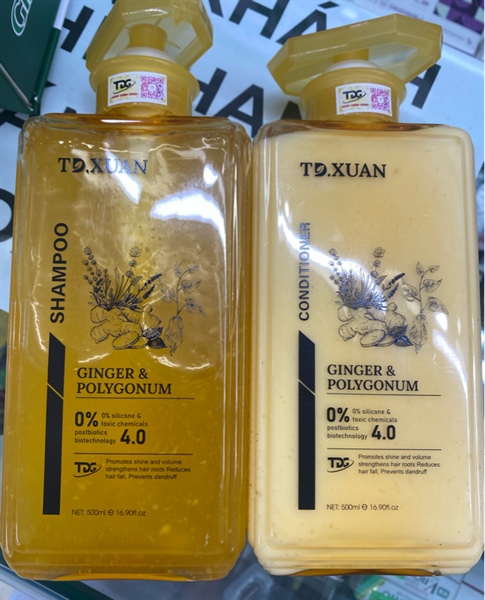 TDG
TDG
TD.XUAN
SHAMPOO
GINGER &
POLYGONUM
0%
0% silicone &
toxic chemicals
postbiotics
biotechnology 4.0
TDG
Promotes shine and volume
strengthens hair roots Reduces
hair fall, Prevents dandruff
NET: 500ml ⊖ 16.90fl.oz
TD.XUAN
CONDITIONER
GINGER &
POLYGONUM
0%
0% silicone &
toxic chemicals
postbiotics
biotechnology 4.0
TDG
Promotes shine and volume
strengthens hair roots Reduces
hair fall, Prevents dandruff
NET: 500ml ⊖ 16.90fl.oz